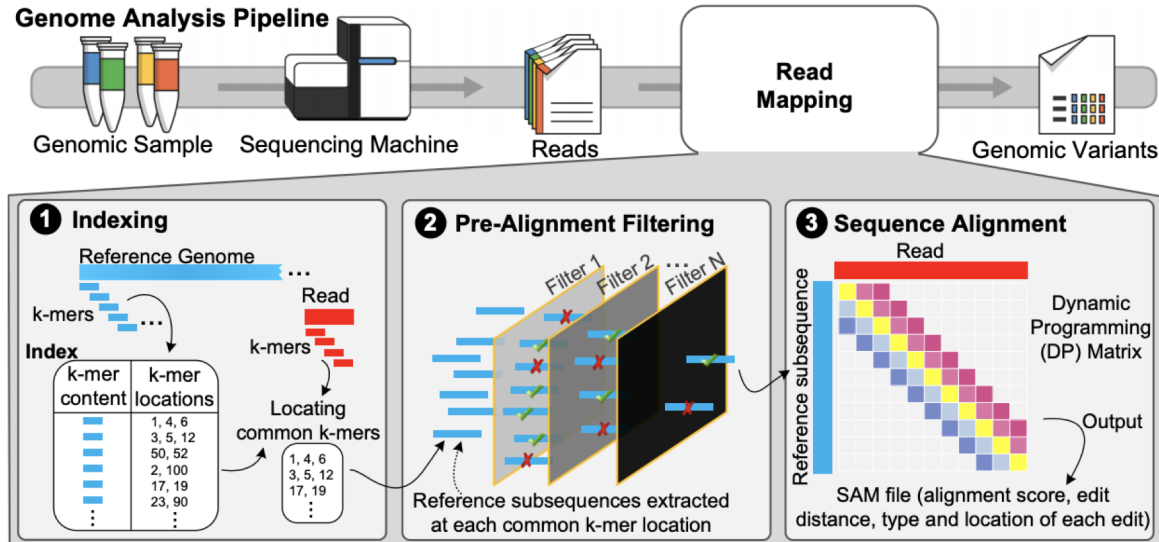 Genome Analysis Pipeline
Genomic Sample
Sequencing Machine
Reads
Read
Mapping
Genomic Variants
1 Indexing
Reference Genome
...
k-mers
...
Read
k-mers
Index
k-mer
content
k-mer
locations
1, 4, 6
3, 5, 12
50, 52
2, 100
17, 19
23, 90
Locating
common k-mers
1, 4, 6
3, 5, 12
17, 19
2 Pre-Alignment Filtering
Filter 1
Filter 2
...
Filter N
Reference subsequences extracted
at each common k-mer location
3 Sequence Alignment
Read
Reference subsequence
Dynamic
Programming
(DP) Matrix
Output
SAM file (alignment score, edit
distance, type and location of each edit)